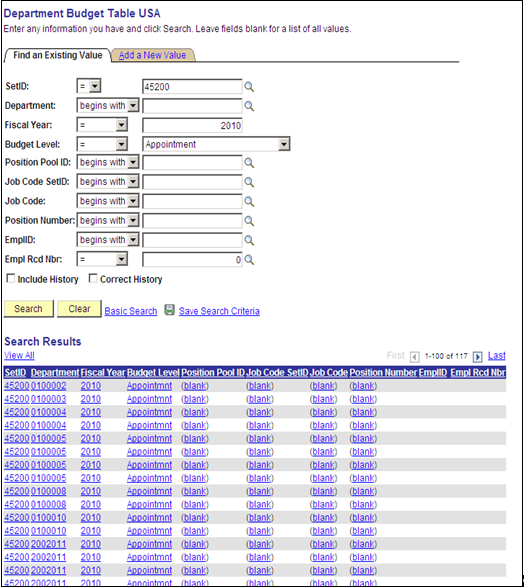 Department Budget Table USA
Enter any information you have and click Search. Leave fields blank for a list of all values.
Find an Existing Value Add a New Value
SetID: = 45200
Department: begins with
Fiscal Year: = 2010
Budget Level: = Appointment
Position Pool ID: begins with
Job Code SetID: begins with
Job Code: begins with
Position Number: begins with
EmplID: begins with
Empl Rcd Nbr: = 0
Include History Correct History
Search Clear Basic Search Save Search Criteria
Search Results
View All First 1-100 of 117 Last
SetID Department Fiscal Year Budget Level Position Pool ID Job Code SetID Job Code Position Number EmplID Empl Rcd Nbr
45200 0100002 2010 Appointmnt (blank) (blank) (blank) (blank)
45200 0100003 2010 Appointmnt (blank) (blank) (blank) (blank)
45200 0100004 2010 Appointmnt (blank) (blank) (blank) (blank)
45200 0100004 2010 Appointmnt (blank) (blank) (blank) (blank)
45200 0100005 2010 Appointmnt (blank) (blank) (blank) (blank)
45200 0100005 2010 Appointmnt (blank) (blank) (blank) (blank)
45200 0100005 2010 Appointmnt (blank) (blank) (blank) (blank)
45200 0100005 2010 Appointmnt (blank) (blank) (blank) (blank)
45200 0100008 2010 Appointmnt (blank) (blank) (blank) (blank)
45200 0100008 2010 Appointmnt (blank) (blank) (blank) (blank)
45200 0100010 2010 Appointmnt (blank) (blank) (blank) (blank)
45200 0100010 2010 Appointmnt (blank) (blank) (blank) (blank)
45200 2002011 2010 Appointmnt (blank) (blank) (blank) (blank)
45200 2002011 2010 Appointmnt (blank) (blank) (blank) (blank)
45200 2002011 2010 Appointmnt (blank) (blank) (blank) (blank)
45200 2002011 2010 Appointmnt (blank) (blank) (blank) (blank)